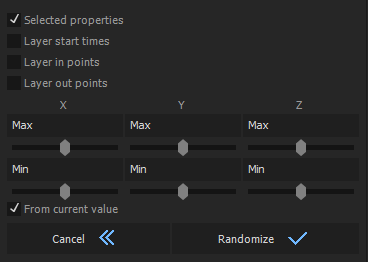 Selected properties
Layer start times
Layer in points
Layer out points
X Y Z
Max Max Max
Min Min Min
From current value
Cancel Randomize